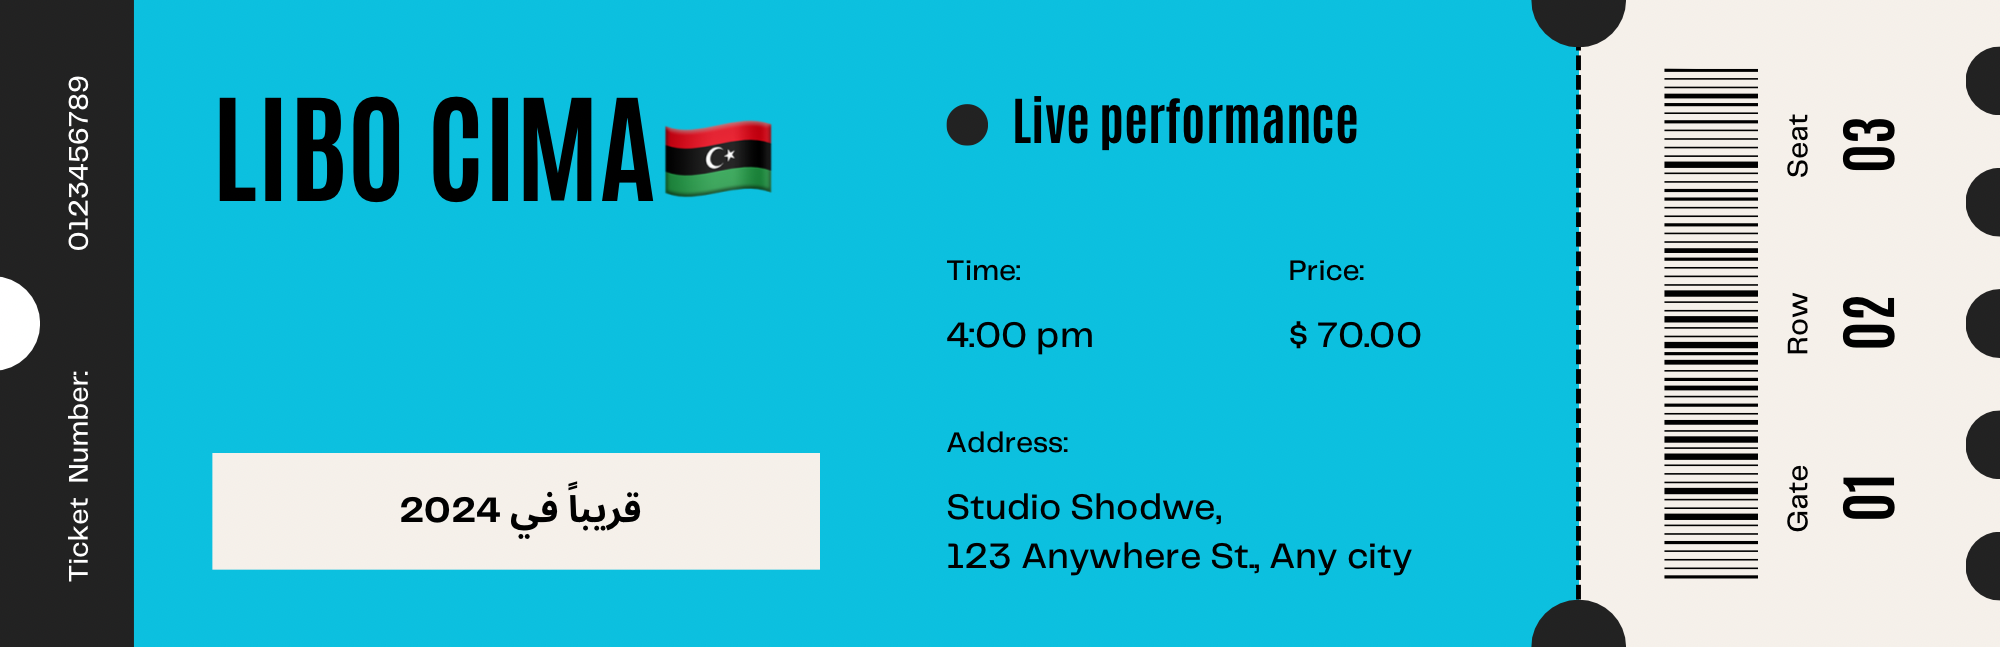 Ticket Number: 0123456789
LIBO CIMA
قريباً في 2024
Live performance
Time:
4:00 pm
Price:
$ 70.00
Address:
Studio Shodwe,
123 Anywhere St., Any city
Gate Row Seat
01 02 03